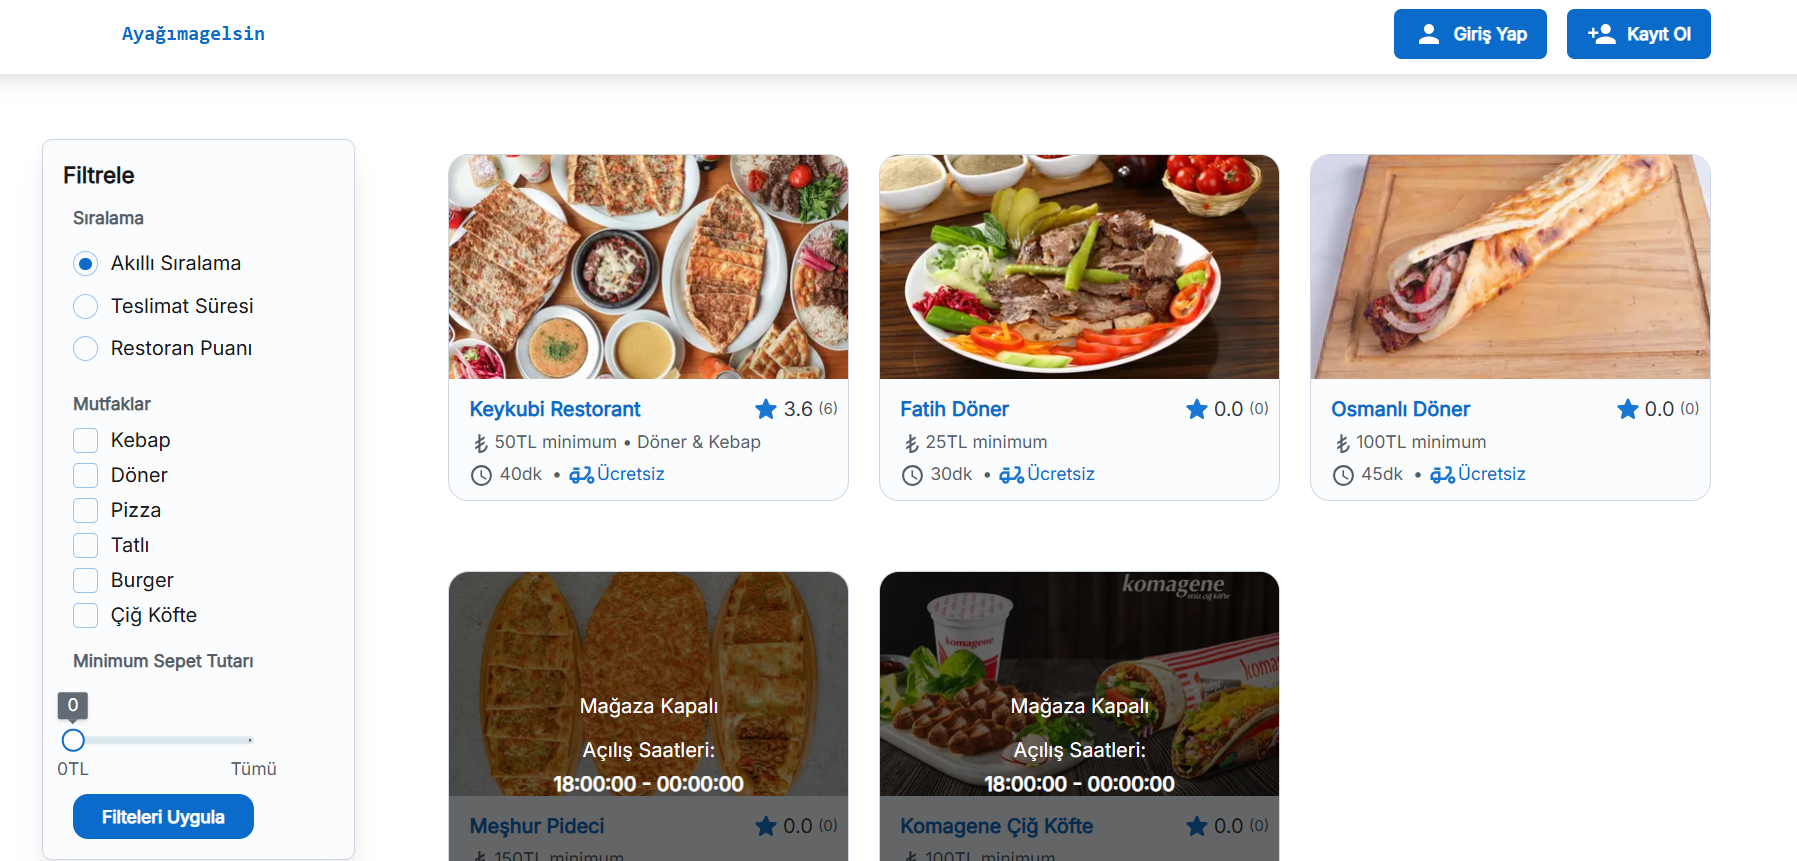 Ayağımagelsin
Giriş Yap
Kayıt Ol
Filtrele
Sıralama
Akıllı Sıralama
Teslimat Süresi
Restoran Puanı
Mutfaklar
Kebap
Döner
Pizza
Tatlı
Burger
Çiğ Köfte
Minimum Sepet Tutarı
0
0TL Tümü
Filteleri Uygula
Keykubi Restorant 3.6 (6)
₺ 50TL minimum • Döner & Kebap
40dk • Ücretsiz
Fatih Döner 0.0 (0)
₺ 25TL minimum
30dk • Ücretsiz
Osmanlı Döner 0.0 (0)
₺ 100TL minimum
45dk • Ücretsiz
Mağaza Kapalı
Açılış Saatleri:
18:00:00 - 00:00:00
Meşhur Pideci 0.0 (0)
₺ 150TL minimum
komagene
etsiz çiğ köfte
komagene
Mağaza Kapalı
Açılış Saatleri:
18:00:00 - 00:00:00
Komagene Çiğ Köfte 0.0 (0)
₺ 100TL minimum